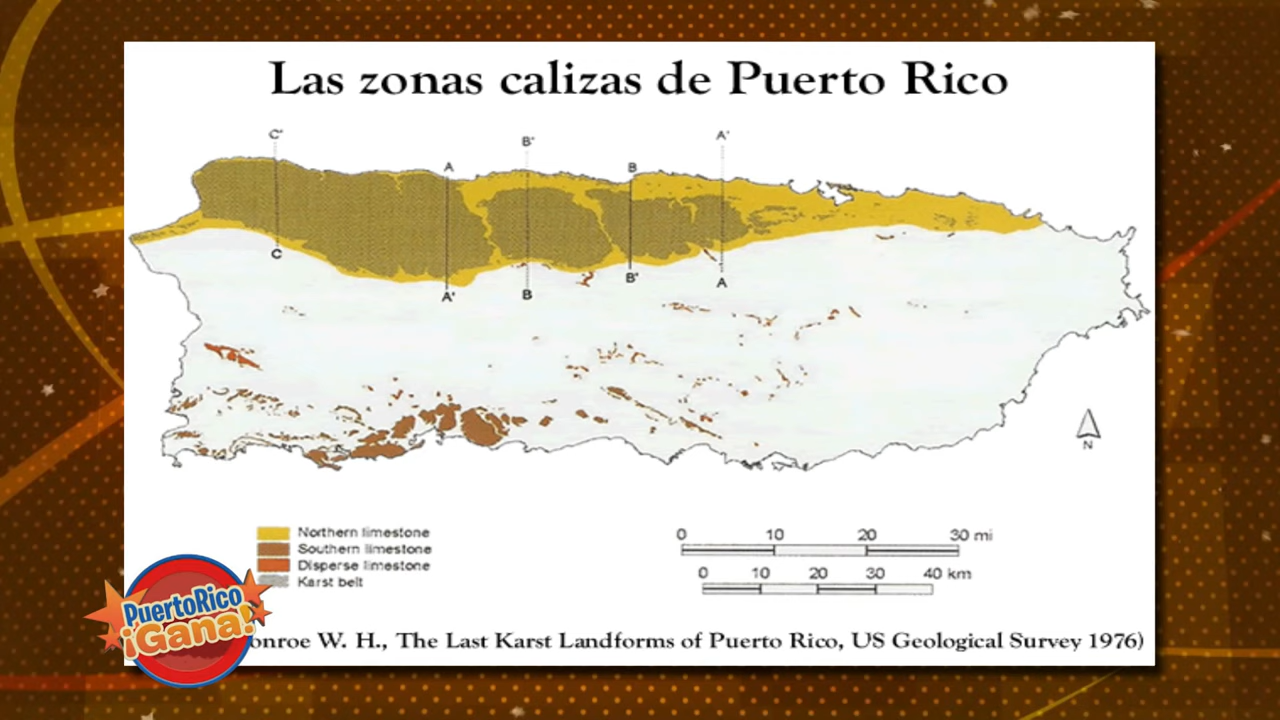 Las zonas calizas de Puerto Rico
C'
B'
A'
A
B
C
B'
A
A'
B
N
Northern limestone
Southern limestone
Disperse limestone
Karst belt
0 10 20 30 mi
0 10 20 30 40 km
PuertoRico
¡Gana!
onroe W. H., The Last Karst Landforms of Puerto Rico, US Geological Survey 1976)